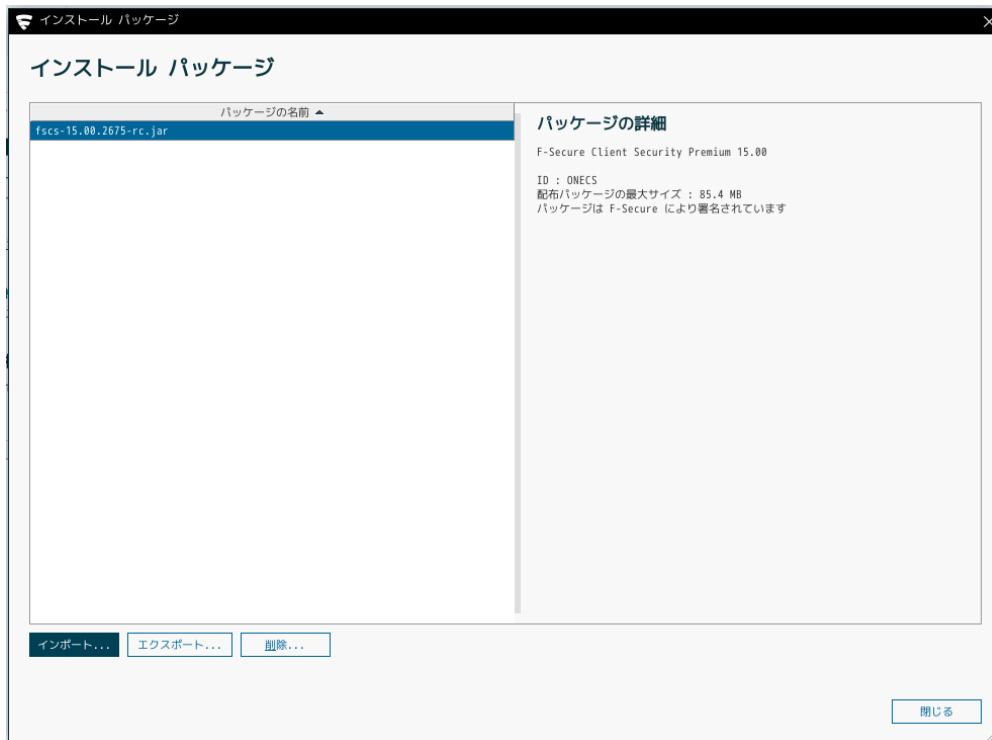 インストール パッケージ
インストール パッケージ
パッケージの名前
fscs-15.00.2675-rc.jar
パッケージの詳細
F-Secure Client Security Premium 15.00
ID : ONECS
配布パッケージの最大サイズ : 85.4 MB
パッケージは F-Secure により署名されています
インポート...
エクスポート...
削除...
閉じる